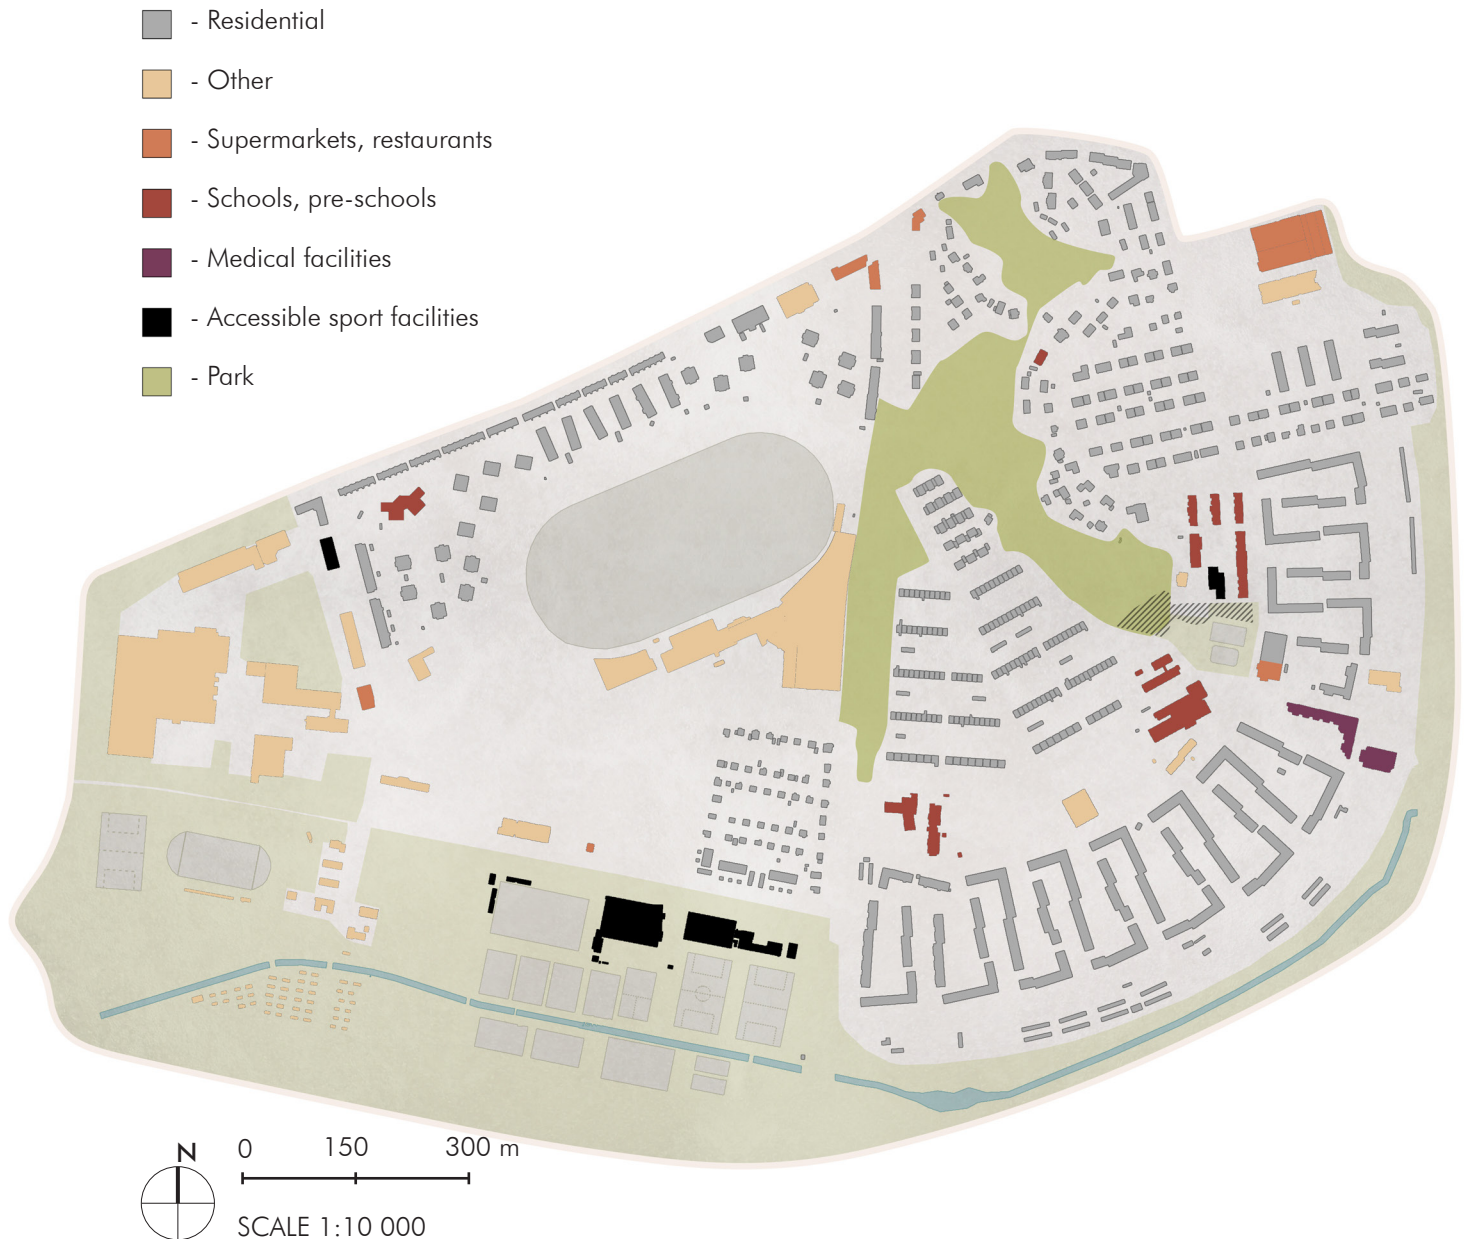 - Residential
- Other
- Supermarkets, restaurants
- Schools, pre-schools
- Medical facilities
- Accessible sport facilities
- Park
N
0 150 300 m
SCALE 1:10 000